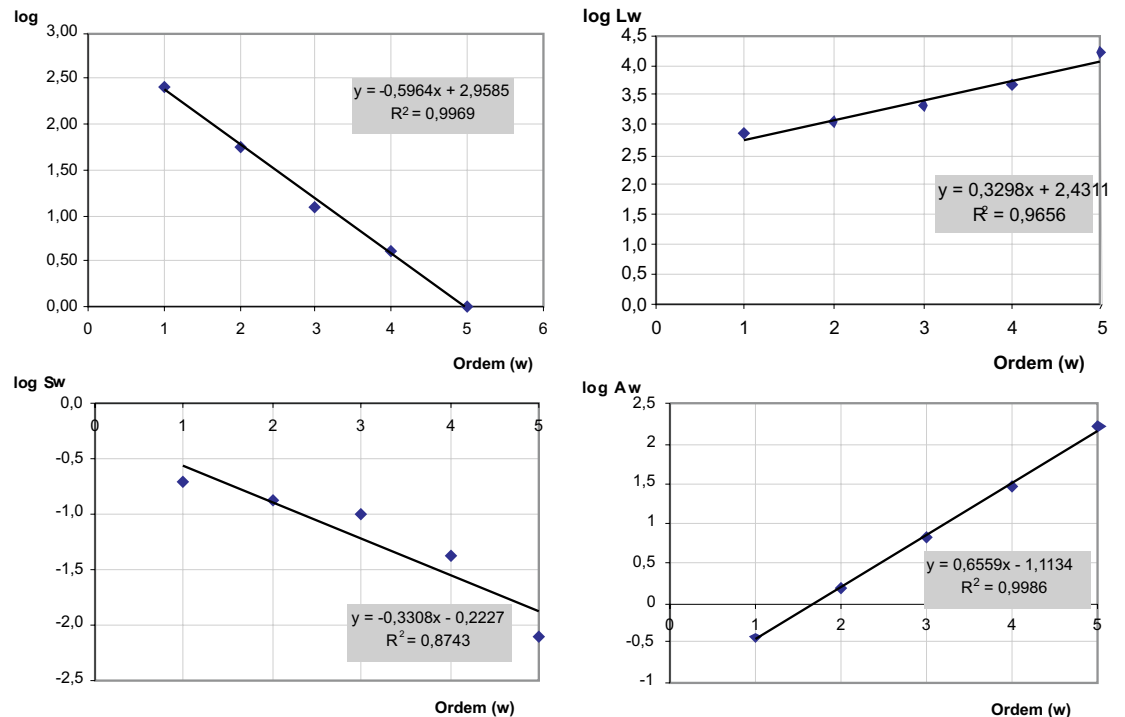 log
3,00
2,50
2,00
1,50
1,00
0,50
0,00
0 1 2 3 4 5 6
y = -0,5964x + 2,9585
R² = 0,9969
Ordem (w)
log Lw
4,5
4,0
3,5
3,0
2,5
2,0
1,5
1,0
0,5
0,0
0 1 2 3 4 5
y = 0,3298x + 2,4311
R² = 0,9656
Ordem (w)
log Sw
0,0
0 1 2 3 4 5
-0,5
-1,0
-1,5
-2,0
-2,5
y = -0,3308x - 0,2227
R² = 0,8743
Ordem (w)
log Aw
2,5
2
1,5
1
0,5
0
0 1 2 3 4 5
-0,5
-1
y = 0,6559x - 1,1134
R² = 0,9986
Ordem (w)